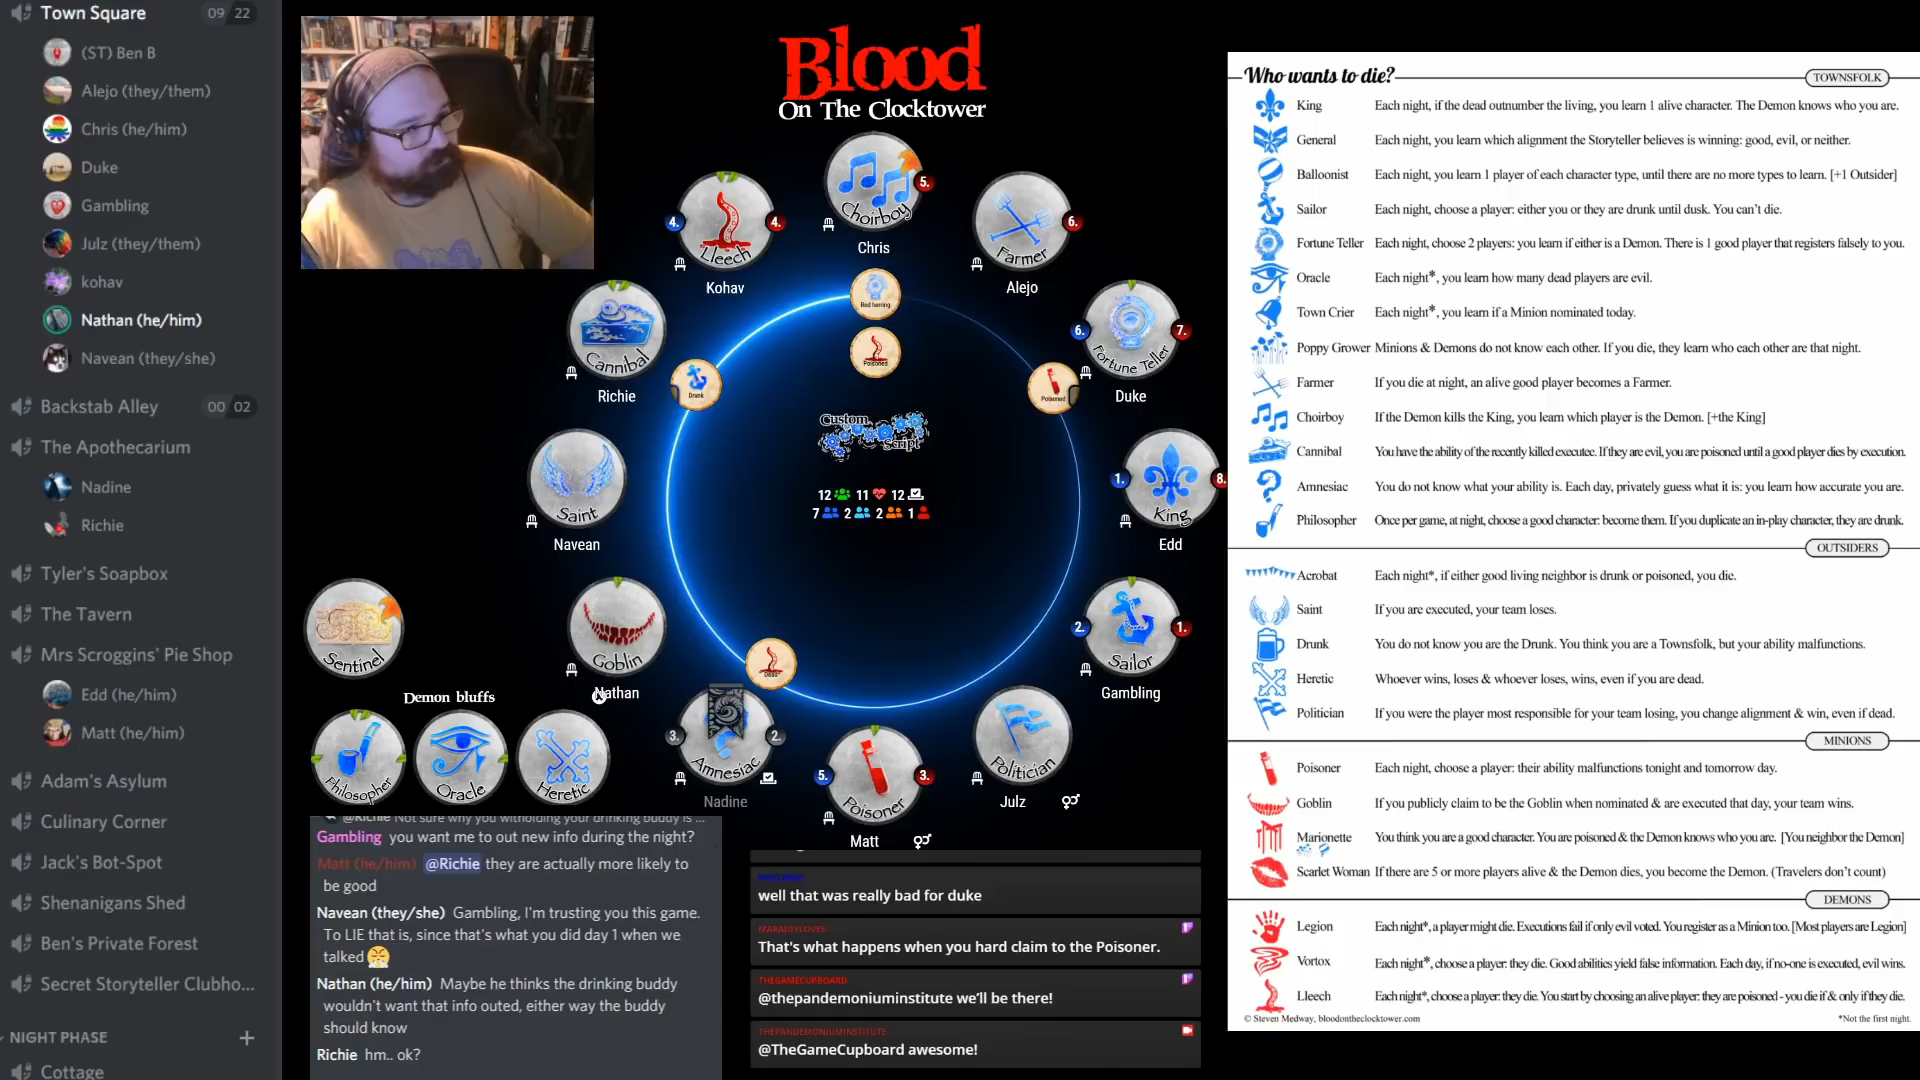 Town Square
09 22
(ST) Ben B
Alejo (they/them)
Chris (he/him)
Duke
Gambling
Julz (they/them)
kohav
Nathan (he/him)
Navean (they/she)
Backstab Alley
00 02
The Apothecarium
Nadine
Richie
Tyler's Soapbox
The Tavern
Mrs Scroggins' Pie Shop
Edd (he/him)
Matt (he/him)
Adam's Asylum
Culinary Corner
Jack's Bot-Spot
Shenanigans Shed
Ben's Private Forest
Secret Storyteller Clubho...
NIGHT PHASE
Cottage
Blood
On The Clocktower
Choirboy
5.
Chris
Lleech
4.
4.
Kohav
Farmer
6.
Alejo
Red herring
Poisoned
Cannibal
Richie
Drunk
Fortune Teller
6.
7.
Duke
Poisoned
Custom
Script
12 11 12
7 2 2 1
Saint
Navean
King
1.
8.
Edd
Sentinel
Goblin
Nathan
Sailor
2.
1.
Gambling
Dead
Demon bluffs
Philosopher
Oracle
Heretic
Amnesiac
3.
2.
Nadine
Poisoner
5.
3.
Matt
Politician
Julz
@Richie Not sure why you witholding your drinking buddy is ...
Gambling you want me to out new info during the night?
Matt (he/him) @Richie they are actually more likely to
be good
Navean (they/she) Gambling, I'm trusting you this game.
To LIE that is, since that's what you did day 1 when we
talked
Nathan (he/him) Maybe he thinks the drinking buddy
wouldn't want that info outed, either way the buddy
should know
Richie hm.. ok?
well that was really bad for duke
MARAJOYLOVES
That's what happens when you hard claim to the Poisoner.
THEGAMECUPBOARD
@thepandemoniuminstitute we'll be there!
THEPANDEMONIUMINSTITUTE
@TheGameCupboard awesome!
Who wants to die?
TOWNSFOLK
King Each night, if the dead outnumber the living, you learn 1 alive character. The Demon knows who you are.
General Each night, you learn which alignment the Storyteller believes is winning: good, evil, or neither.
Balloonist Each night, you learn 1 player of each character type, until there are no more types to learn. [+1 Outsider]
Sailor Each night, choose a player: either you or they are drunk until dusk. You can't die.
Fortune Teller Each night, choose 2 players: you learn if either is a Demon. There is 1 good player that registers falsely to you.
Oracle Each night*, you learn how many dead players are evil.
Town Crier Each night*, you learn if a Minion nominated today.
Poppy Grower Minions & Demons do not know each other. If you die, they learn who each other are that night.
Farmer If you die at night, an alive good player becomes a Farmer.
Choirboy If the Demon kills the King, you learn which player is the Demon. [+the King]
Cannibal You have the ability of the recently killed executee. If they are evil, you are poisoned until a good player dies by execution.
Amnesiac You do not know what your ability is. Each day, privately guess what it is: you learn how accurate you are.
Philosopher Once per game, at night, choose a good character: become them. If you duplicate an in-play character, they are drunk.
OUTSIDERS
Acrobat Each night*, if either good living neighbor is drunk or poisoned, you die.
Saint If you are executed, your team loses.
Drunk You do not know you are the Drunk. You think you are a Townsfolk, but your ability malfunctions.
Heretic Whoever wins, loses & whoever loses, wins, even if you are dead.
Politician If you were the player most responsible for your team losing, you change alignment & win, even if dead.
MINIONS
Poisoner Each night, choose a player: their ability malfunctions tonight and tomorrow day.
Goblin If you publicly claim to be the Goblin when nominated & are executed that day, your team wins.
Marionette You think you are a good character. You are poisoned & the Demon knows who you are. [You neighbor the Demon]
Scarlet Woman If there are 5 or more players alive & the Demon dies, you become the Demon. (Travelers don't count)
DEMONS
Legion Each night*, a player might die. Executions fail if only evil voted. You register as a Minion too. [Most players are Legion]
Vortox Each night*, choose a player: they die. Good abilities yield false information. Each day, if no-one is executed, evil wins.
Lleech Each night*, choose a player: they die. You start by choosing an alive player: they are poisoned - you die if & only if they die.
© Steven Medway, bloodontheclocktower.com
*Not the first night.